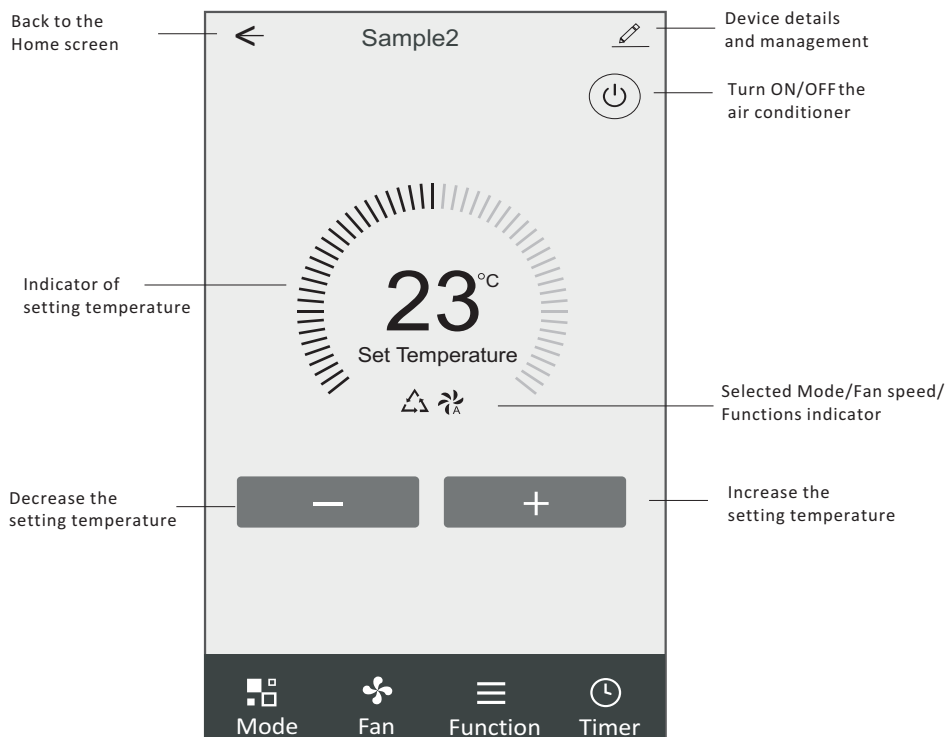 Back to the
Home screen
Sample2
Device details
and management
Turn ON/OFF the
air conditioner
Indicator of
setting temperature
23°C
Set Temperature
A
Selected Mode/Fan speed/
Functions indicator
Decrease the
setting temperature
−
+
Increase the
setting temperature
Mode
Fan
Function
Timer